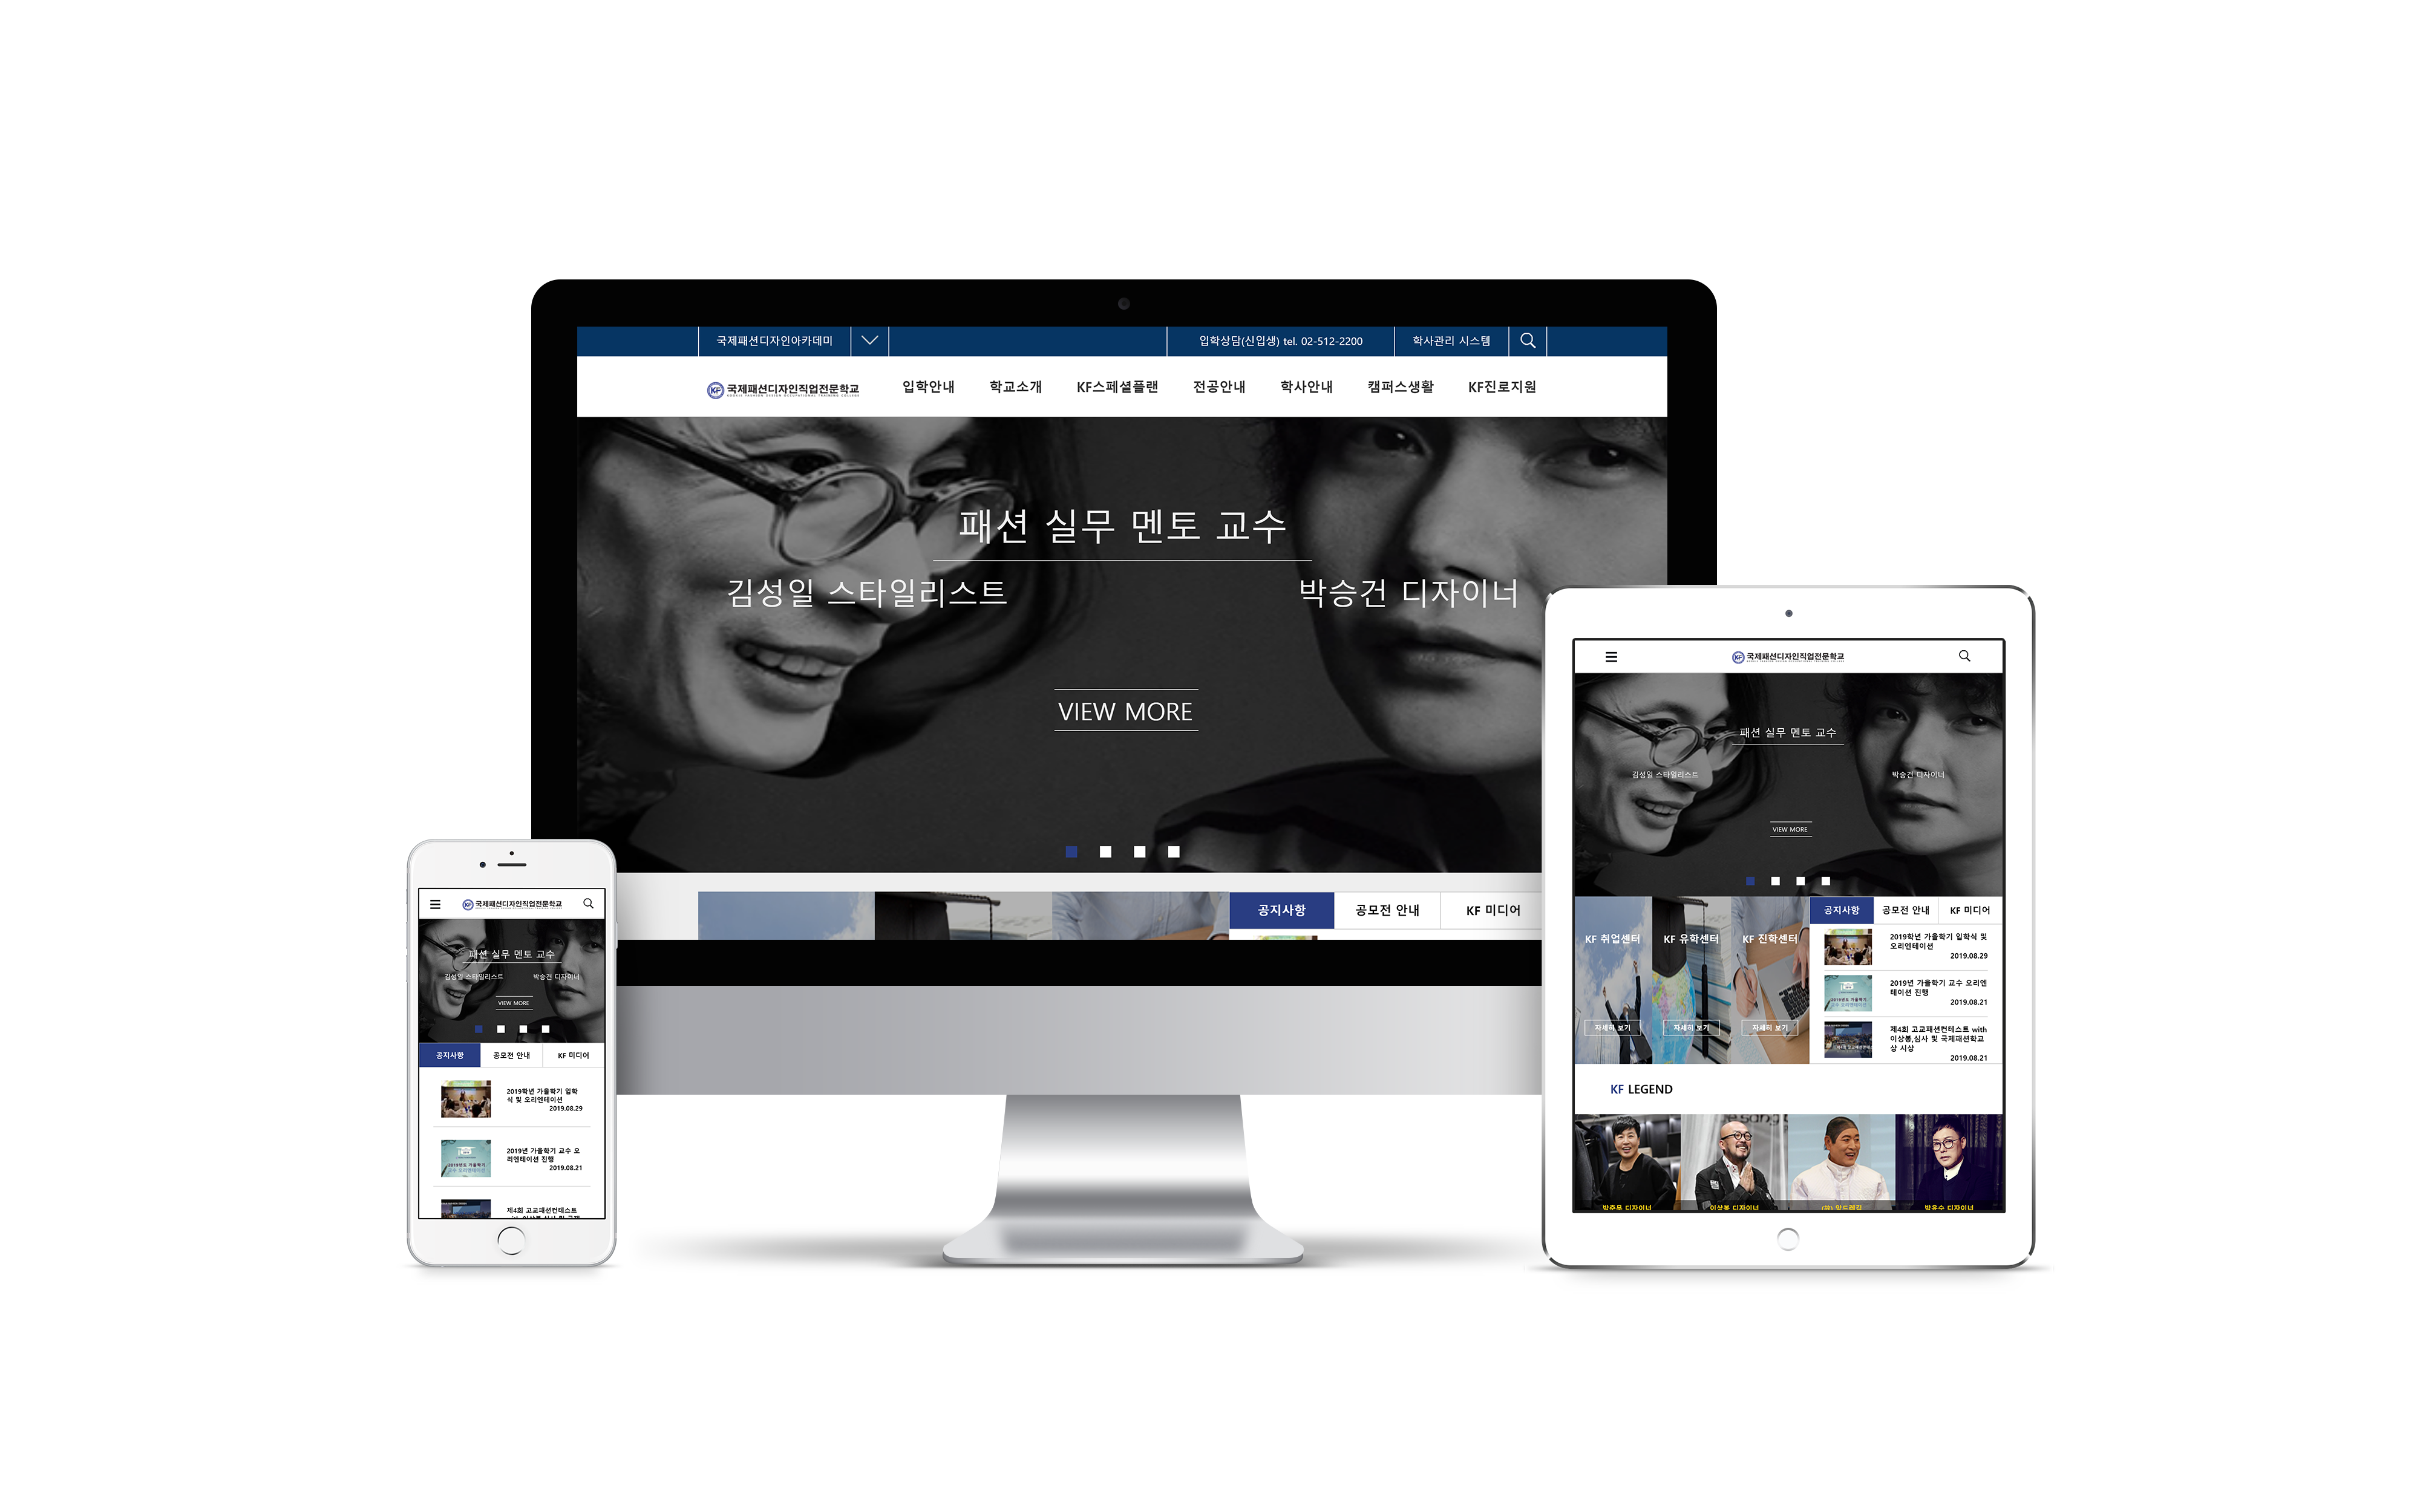 국제패션디자인아카데미
입학상담(신입생) tel. 02-512-2200
학사관리 시스템
KF 국제패션디자인직업전문학교
입학안내 학교소개 KF스페셜플랜 전공안내 학사안내 캠퍼스생활 KF진로지원
패션 실무 멘토 교수
김성일 스타일리스트
박승건 디자이너
VIEW MORE
공지사항 공모전 안내 KF 미디어
KF 국제패션디자인직업전문학교
패션 실무 멘토 교수
김성일 스타일리스트 박승건 디자이너
VIEW MORE
공지사항 공모전 안내 KF 미디어
2019학년 가을학기 입학
식 및 오리엔테이션
2019.08.29
2019년 가을학기 교수 오
리엔테이션 진행
2019.08.21
제4회 고교패션컨테스트
KF 국제패션디자인직업전문학교
패션 실무 멘토 교수
김성일 스타일리스트
박승건 디자이너
VIEW MORE
KF 취업센터 KF 유학센터 KF 진학센터
자세히 보기 자세히 보기 자세히 보기
공지사항 공모전 안내 KF 미디어
2019학년 가을학기 입학식 및
오리엔테이션
2019.08.29
2019년 가을학기 교수 오리엔
테이션 진행
2019.08.21
제4회 고교패션컨테스트 with
이상봉,심사 및 국제패션학교
상 시상
2019.08.21
KF LEGEND
이상봉 디자이너
박윤수 디자이너